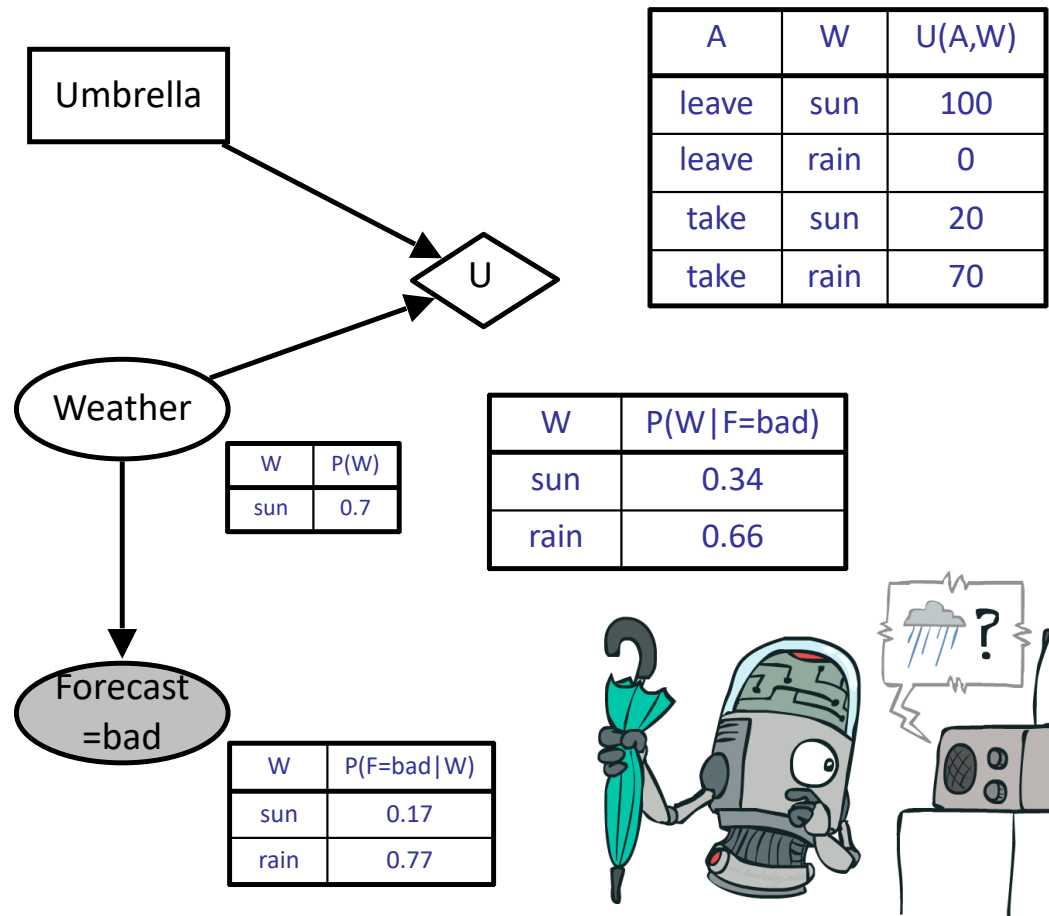 Umbrella
A W U(A,W)
leave sun 100
leave rain 0
take sun 20
take rain 70
U
Weather
W P(W)
sun 0.7
W P(W|F=bad)
sun 0.34
rain 0.66
?
Forecast
=bad
W P(F=bad|W)
sun 0.17
rain 0.77